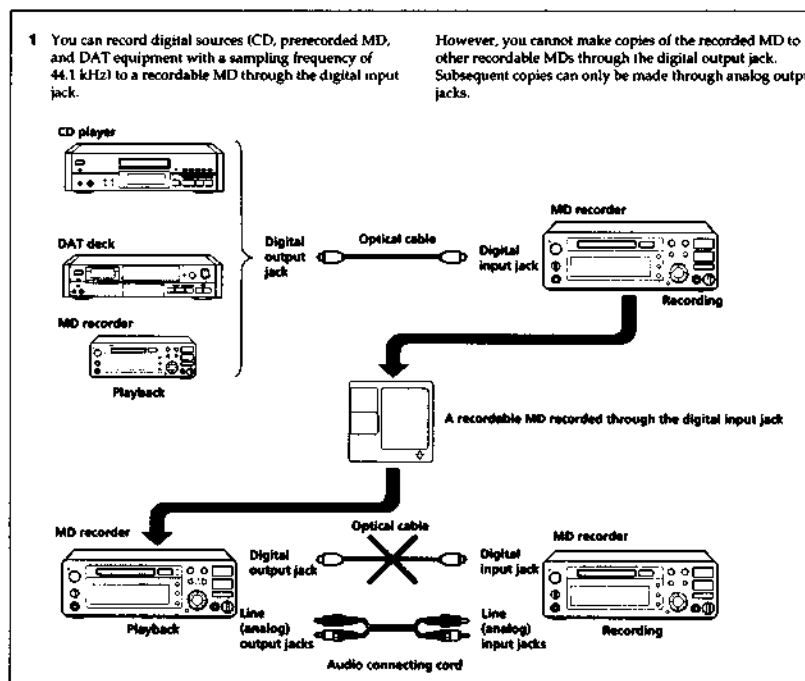 1 You can record digital sources (CD, prerecorded MD,
and DAT equipment with a sampling frequency of
44.1 kHz) to a recordable MD through the digital input
jack.
However, you cannot make copies of the recorded MD to
other recordable MDs through the digital output jack.
Subsequent copies can only be made through analog output
jacks.
CD player
DAT deck
MD recorder
Playback
Digital
output
jack
Optical cable
Digital
input jack
MD recorder
Recording
A recordable MD recorded through the digital input jack
MD recorder
Playback
Digital
output jack
Optical cable
Digital
input jack
Line
(analog)
output jacks
Audio connecting cord
Line
(analog)
input jacks
MD recorder
Recording